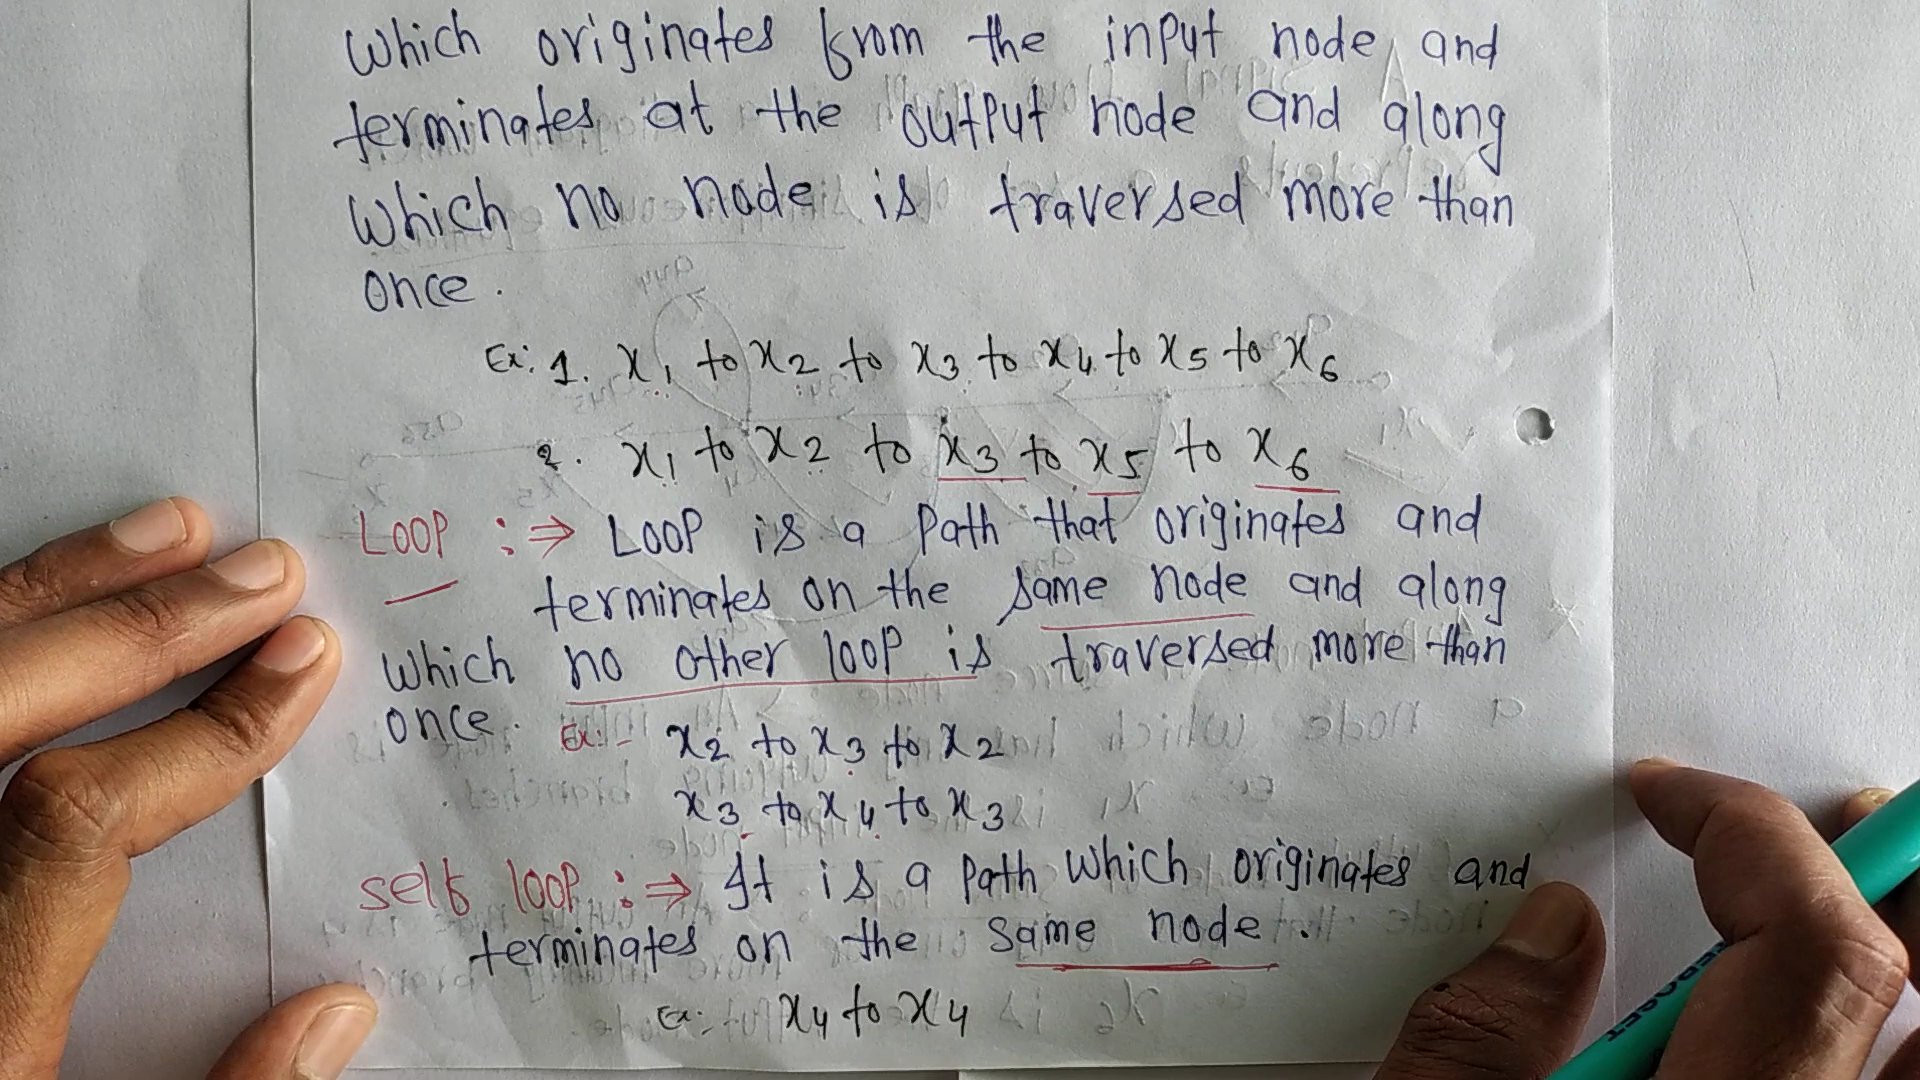 Which originates from the input node and
terminates at the output node and along
which no node is traversed more than
once.
Ex: 1. x1 to x2 to x3 to x4 to x5 to x6
2. x1 to x2 to x3 to x5 to x6
LOOP :⇒ LOOP is a Path that originates and
terminates on the same node and along
which no other loop is traversed more than
once. Ex:- x2 to x3 to x2
x3 to x4 to x3
self loop :⇒ It is a path which originates and
terminates on the same node.
Ex: x4 to x4